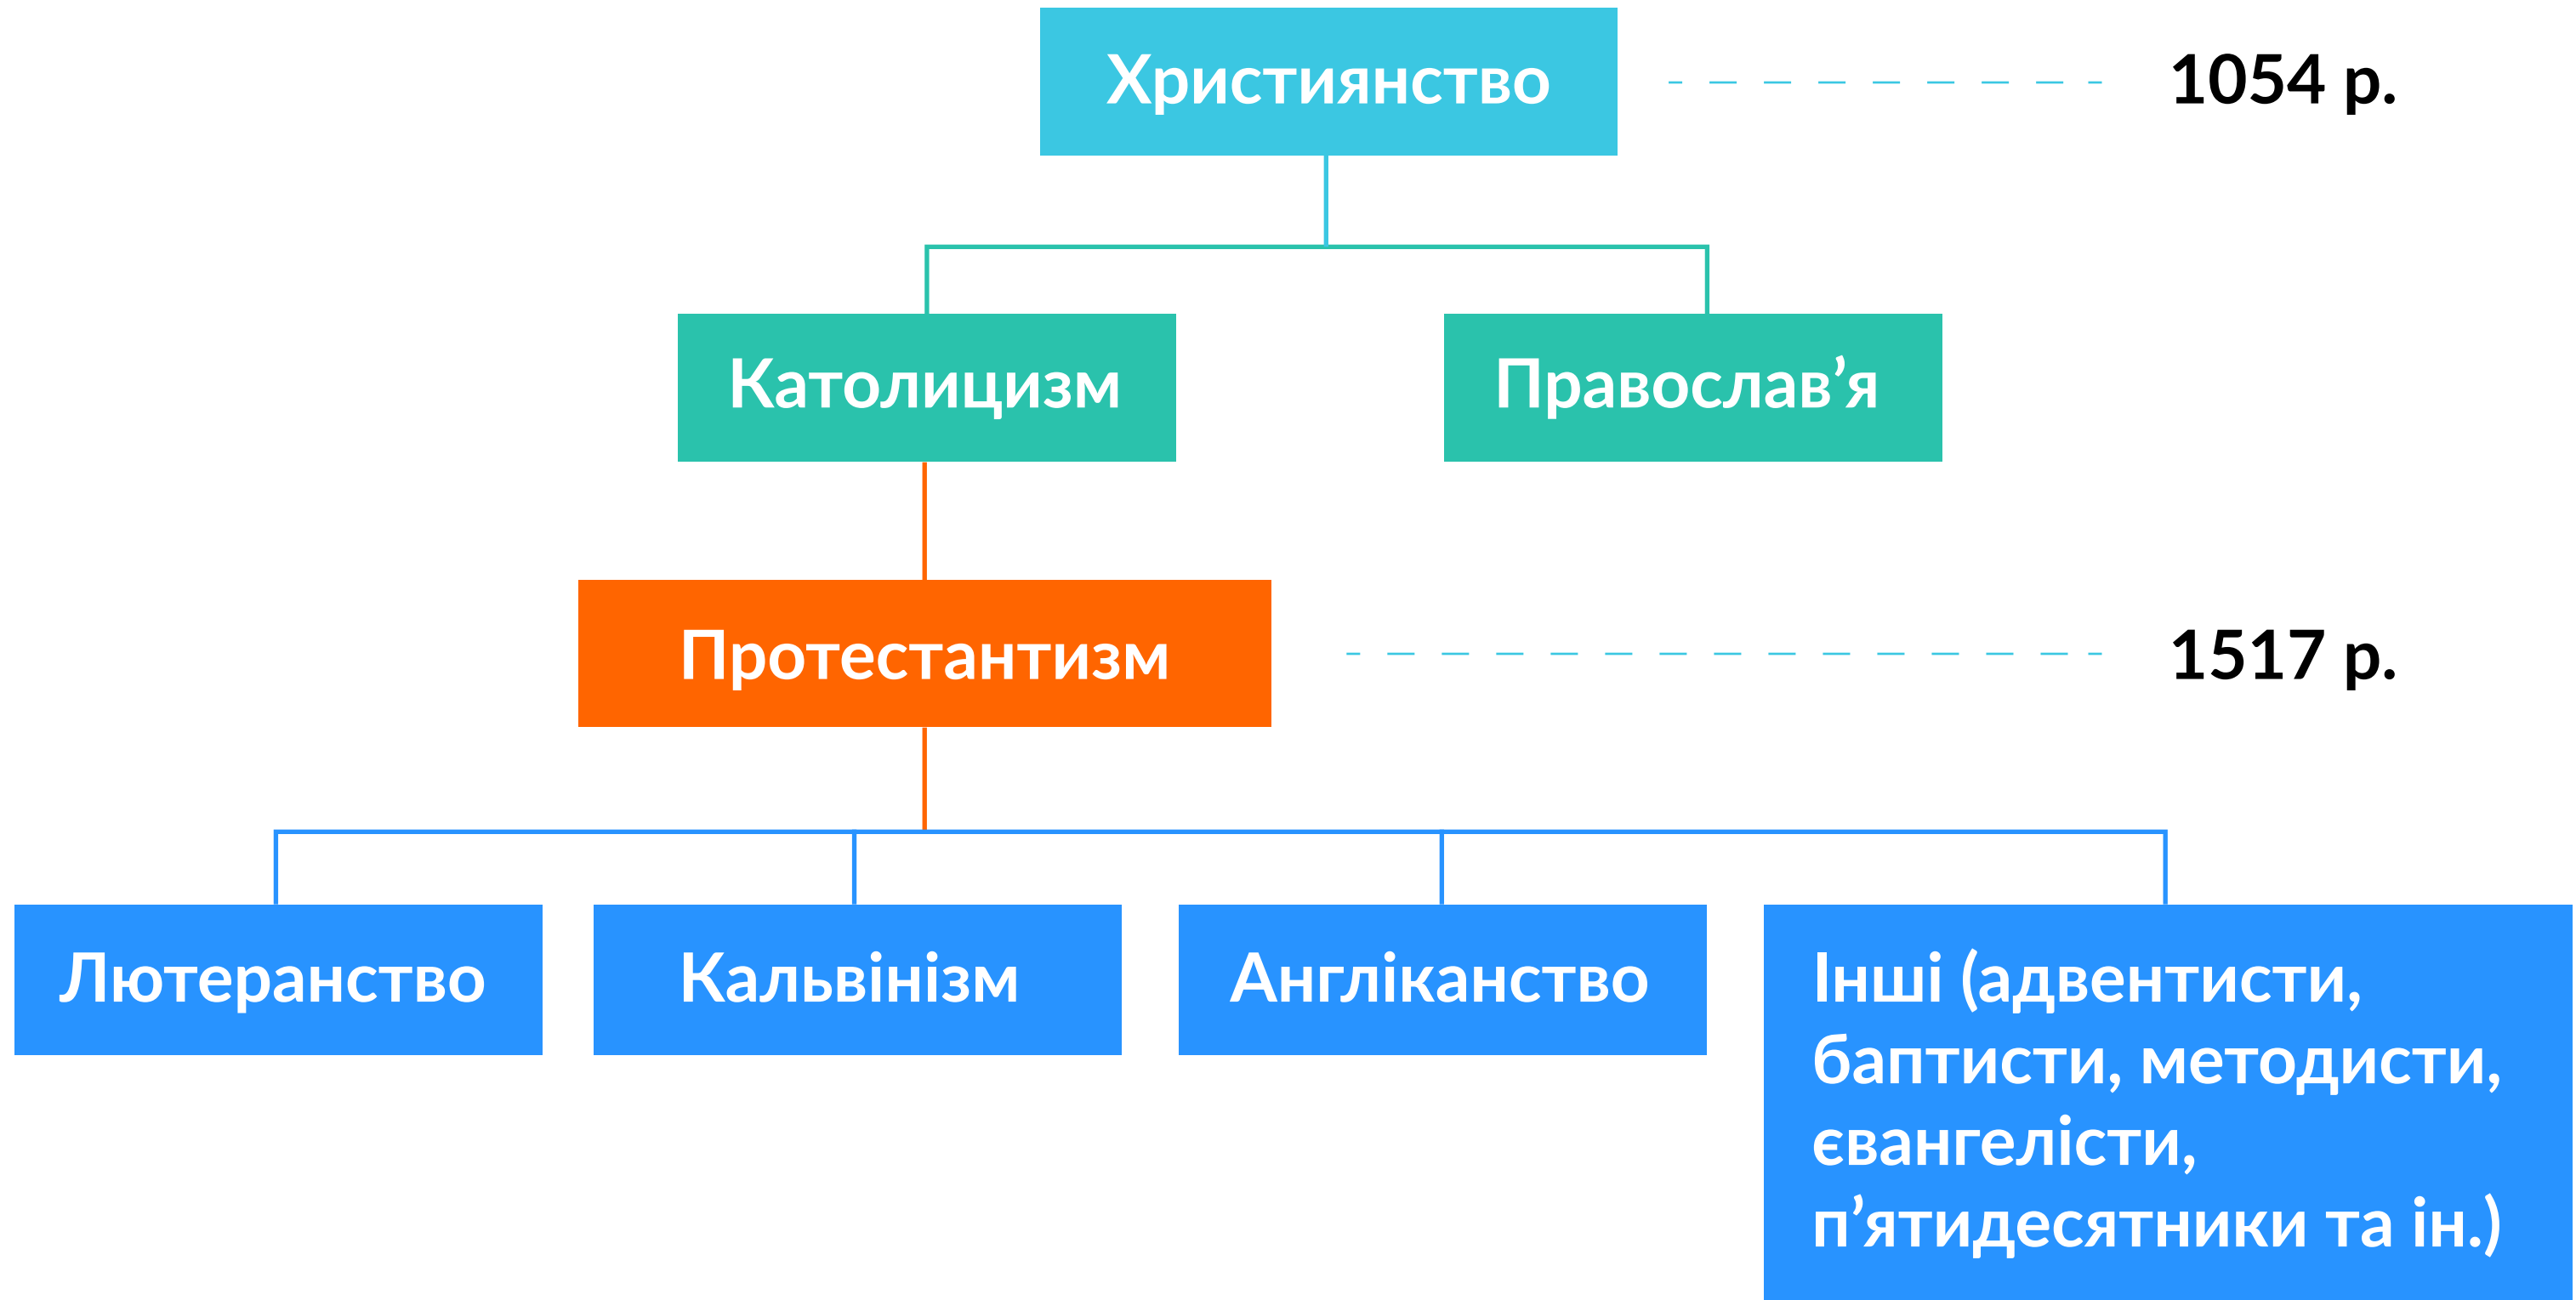 Християнство
1054 р.
Католицизм
Православ’я
Протестантизм
1517 р.
Лютеранство
Кальвінізм
Англіканство
Інші (адвентисти,
баптисти, методисти,
євангелісти,
п’ятидесятники та ін.)